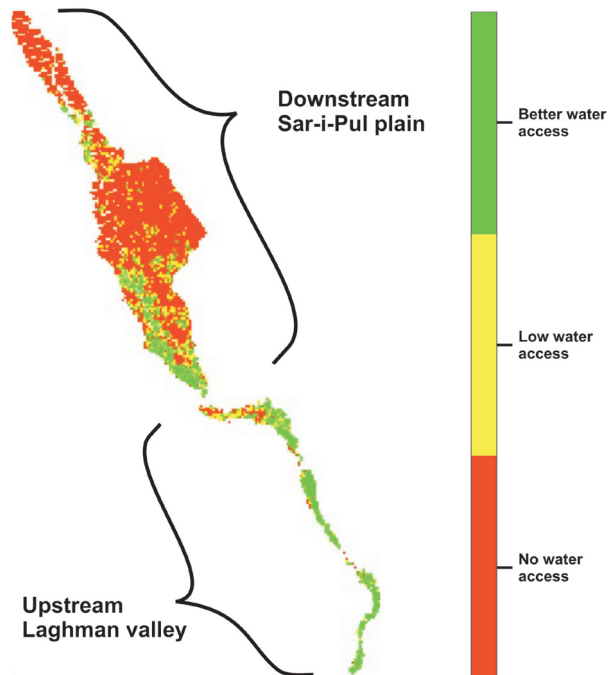 Downstream
Sar-i-Pul plain
Better water
access
Low water
access
No water
access
Upstream
Laghman valley